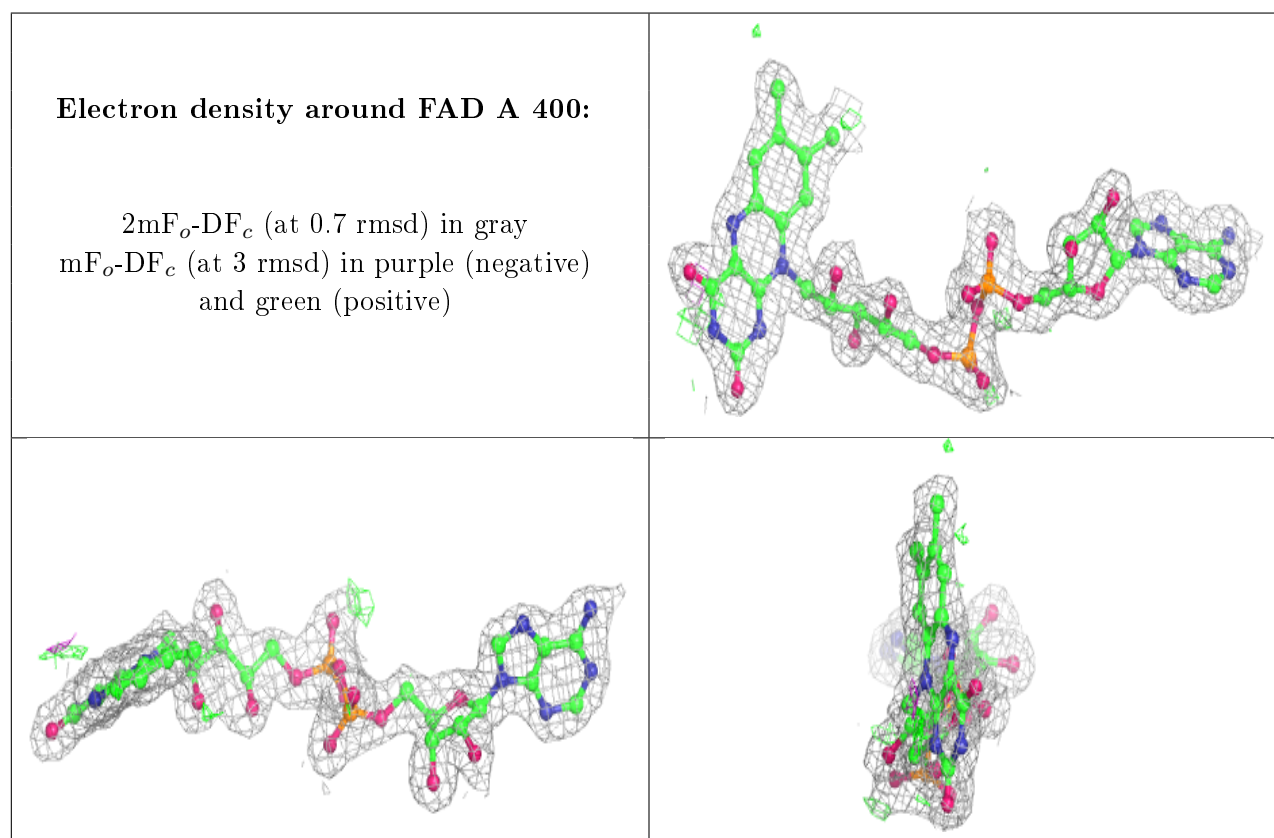 Electron density around FAD A 400:
2mFo-DFc (at 0.7 rmsd) in gray
mFo-DFc (at 3 rmsd) in purple (negative)
and green (positive)